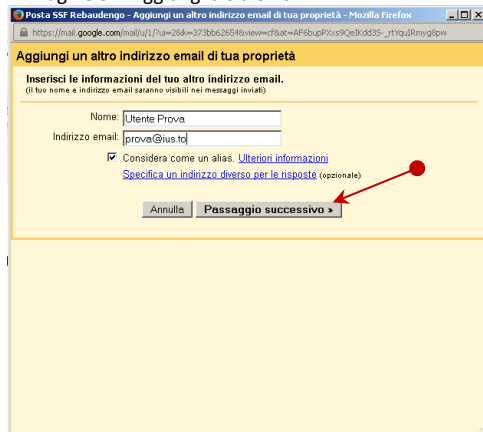 Posta SSF Rebaudengo - Aggiungi un altro indirizzo email di tua proprietà - Mozilla Firefox
https://mail.google.com/mail/u/1/?ui=2&ik=373bb62654&view=cf&at=AF6bupPXxs9QeIKdd3S-_rtYquIRmyg8pw
Aggiungi un altro indirizzo email di tua proprietà
Inserisci le informazioni del tuo altro indirizzo email.
(il tuo nome e indirizzo email saranno visibili nei messaggi inviati)
Nome: Utente Prova
Indirizzo email: prova@ius.to
Considera come un alias. Ulteriori informazioni
Specifica un indirizzo diverso per le risposte (opzionale)
Annulla Passaggio successivo »